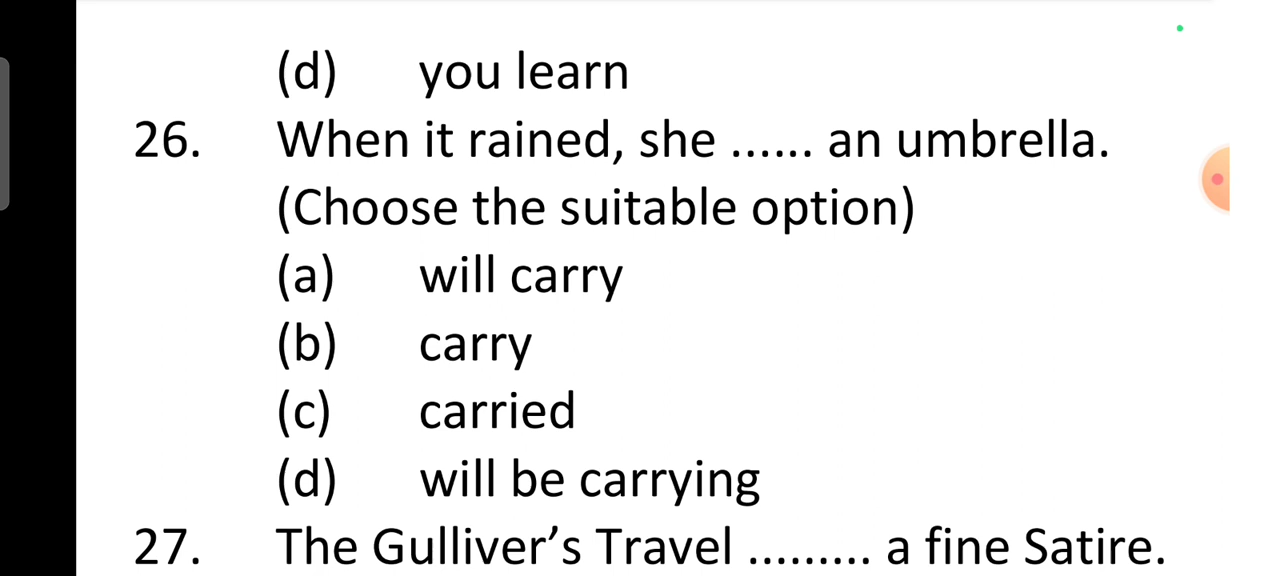 (d) you learn
26. When it rained, she ...... an umbrella.
(Choose the suitable option)
(a) will carry
(b) carry
(c) carried
(d) will be carrying
27. The Gulliver’s Travel ......... a fine Satire.